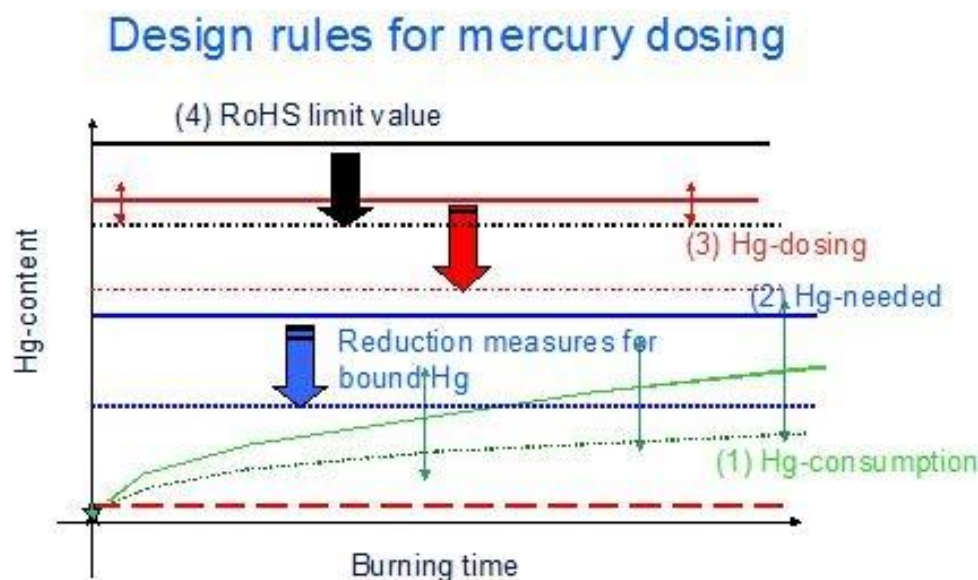 Design rules for mercury dosing
(4) RoHS limit value
Hg-content
(3) Hg-dosing
(2) Hg-needed
Reduction measures for
bound Hg
(1) Hg-consumption
Burning time